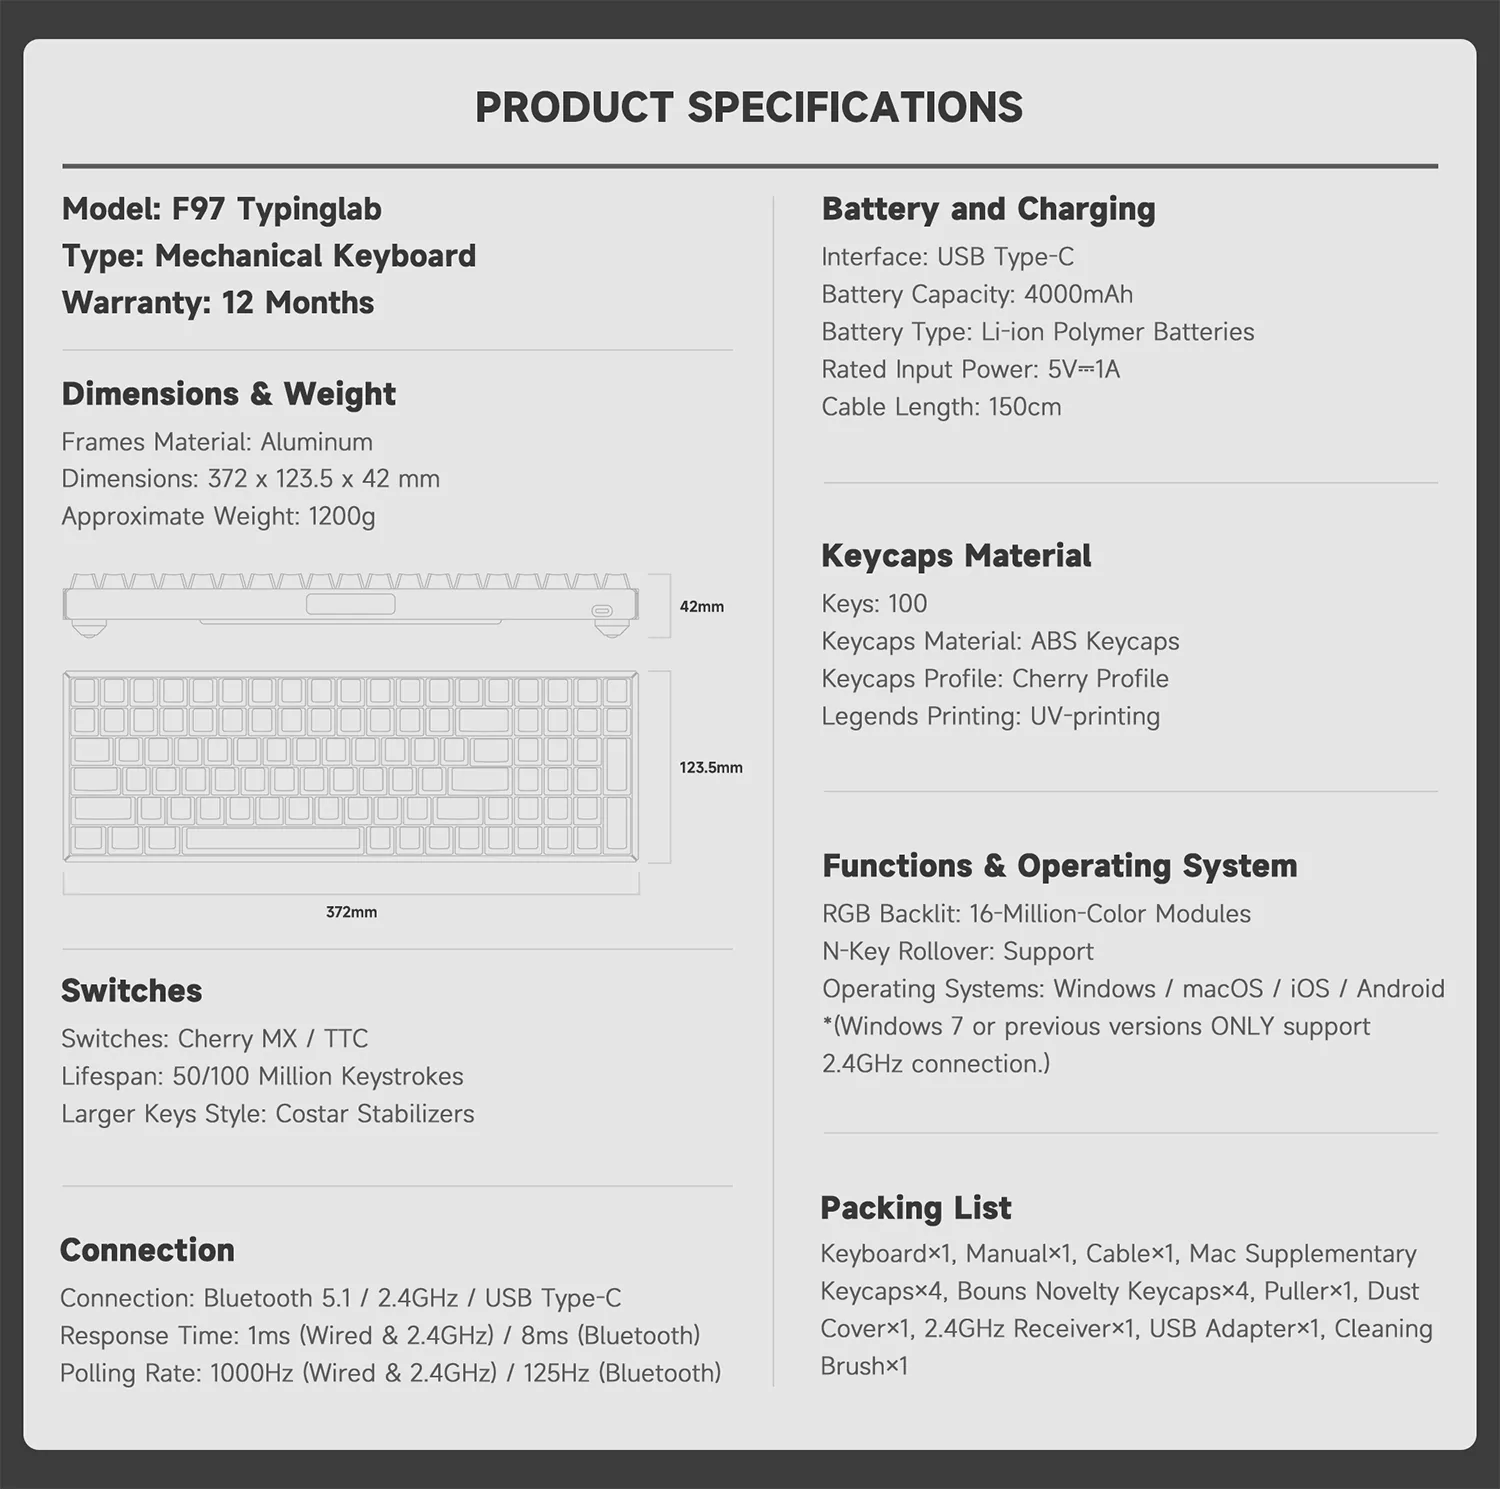 PRODUCT SPECIFICATIONS
Model: F97 Typinglab
Type: Mechanical Keyboard
Warranty: 12 Months
Dimensions & Weight
Frames Material: Aluminum
Dimensions: 372 x 123.5 x 42 mm
Approximate Weight: 1200g
42mm
123.5mm
372mm
Switches
Switches: Cherry MX / TTC
Lifespan: 50/100 Million Keystrokes
Larger Keys Style: Costar Stabilizers
Connection
Connection: Bluetooth 5.1 / 2.4GHz / USB Type-C
Response Time: 1ms (Wired & 2.4GHz) / 8ms (Bluetooth)
Polling Rate: 1000Hz (Wired & 2.4GHz) / 125Hz (Bluetooth)
Battery and Charging
Interface: USB Type-C
Battery Capacity: 4000mAh
Battery Type: Li-ion Polymer Batteries
Rated Input Power: 5V⎓1A
Cable Length: 150cm
Keycaps Material
Keys: 100
Keycaps Material: ABS Keycaps
Keycaps Profile: Cherry Profile
Legends Printing: UV-printing
Functions & Operating System
RGB Backlit: 16-Million-Color Modules
N-Key Rollover: Support
Operating Systems: Windows / macOS / iOS / Android
*(Windows 7 or previous versions ONLY support
2.4GHz connection.)
Packing List
Keyboard×1, Manual×1, Cable×1, Mac Supplementary
Keycaps×4, Bouns Novelty Keycaps×4, Puller×1, Dust
Cover×1, 2.4GHz Receiver×1, USB Adapter×1, Cleaning
Brush×1